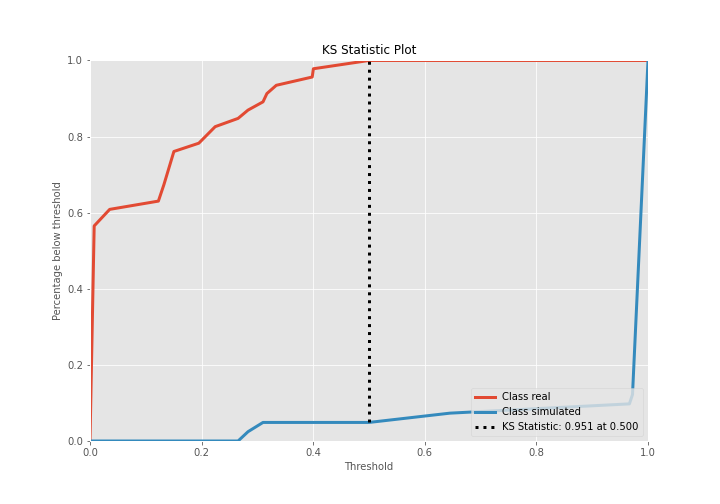 KS Statistic Plot
1.0
0.8
0.6
0.4
0.2
0.0
Percentage below threshold
0.0 0.2 0.4 0.6 0.8 1.0
Threshold
Class real
Class simulated
KS Statistic: 0.951 at 0.500